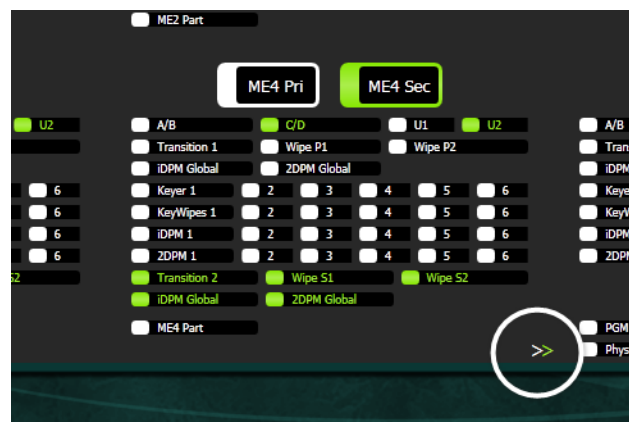 ME2 Part
ME4 Pri ME4 Sec
U2 A/B C/D U1 U2 A/B
Transition 1 Wipe P1 Wipe P2
iDPM Global 2DPM Global iDPM
6 Keyer 1 2 3 4 5 6
6 KeyWipes 1 2 3 4 5 6
6 iDPM 1 2 3 4 5 6 iDPM
6 2DPM 1 2 3 4 5 6
S2 Transition 2 Wipe S1 Wipe S2
iDPM Global 2DPM Global
ME4 Part PGM
>>